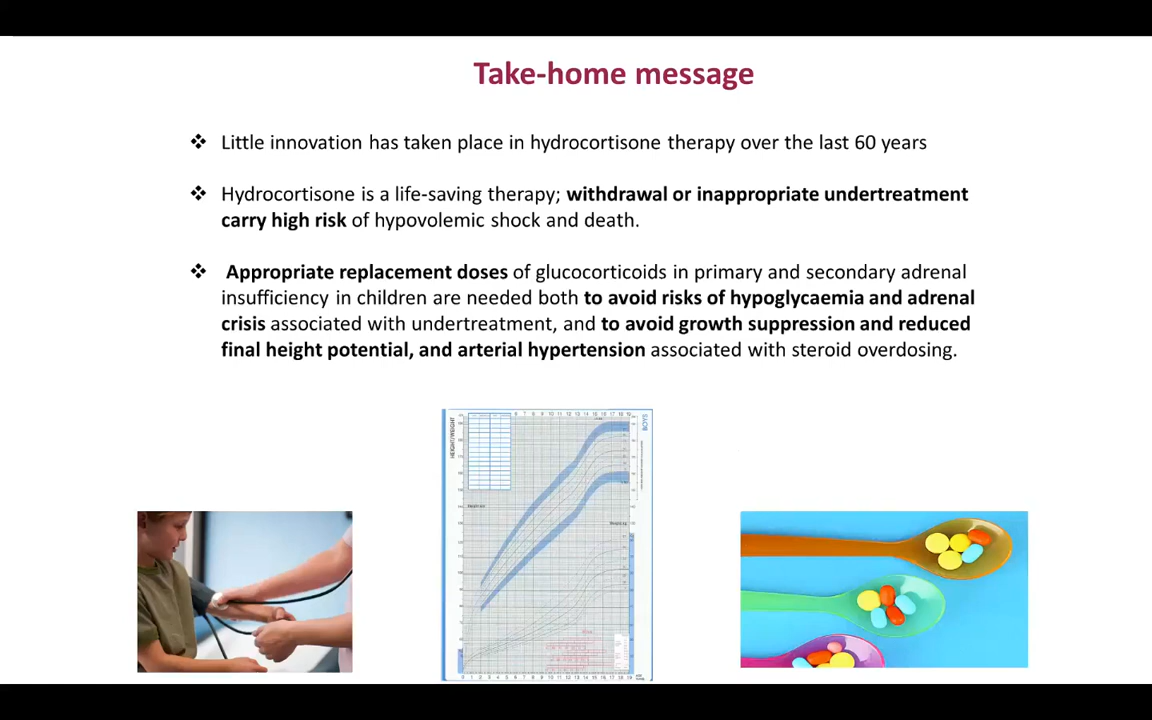 Take-home message
❖ Little innovation has taken place in hydrocortisone therapy over the last 60 years
❖ Hydrocortisone is a life-saving therapy; withdrawal or inappropriate undertreatment
carry high risk of hypovolemic shock and death.
❖ Appropriate replacement doses of glucocorticoids in primary and secondary adrenal
insufficiency in children are needed both to avoid risks of hypoglycaemia and adrenal
crisis associated with undertreatment, and to avoid growth suppression and reduced
final height potential, and arterial hypertension associated with steroid overdosing.
HEIGHT/WEIGHT
BOYS